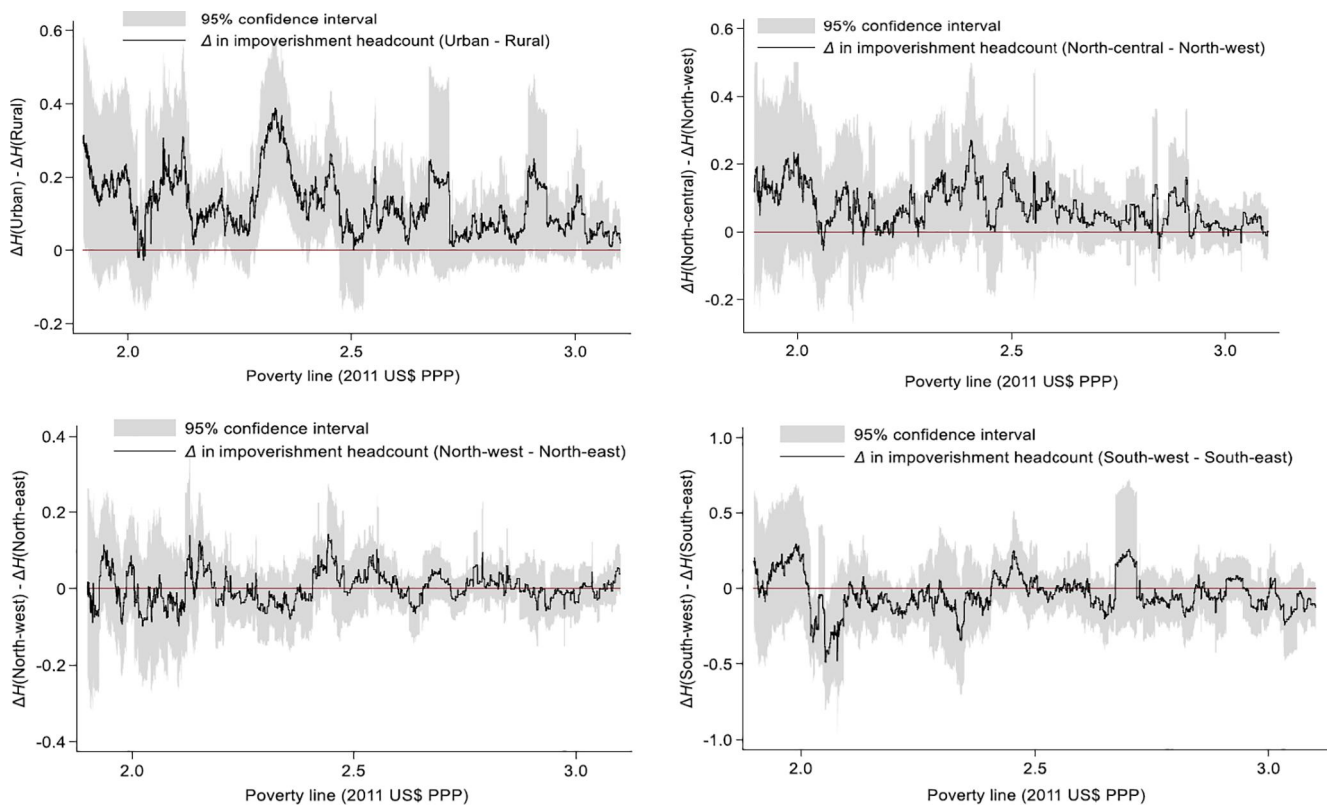 95% confidence interval
Δ in impoverishment headcount (Urban - Rural)
0.6
0.4
0.2
0
-0.2
ΔH(Urban) - ΔH(Rural)
2.0
2.5
3.0
Poverty line (2011 US$ PPP)
95% confidence interval
Δ in impoverishment headcount (North-central - North-west)
0.6
0.4
0.2
0
-0.2
ΔH(North-central) - ΔH(North-west)
2.0
2.5
3.0
Poverty line (2011 US$ PPP)
95% confidence interval
Δ in impoverishment headcount (North-west - North-east)
0.4
0.2
0
-0.2
-0.4
ΔH(North-west) - ΔH(North-east)
2.0
2.5
3.0
Poverty line (2011 US$ PPP)
95% confidence interval
Δ in impoverishment headcount (South-west - South-east)
1.0
0.5
0
-0.5
-1.0
ΔH(South-west) - ΔH(South-east)
2.0
2.5
3.0
Poverty line (2011 US$ PPP)